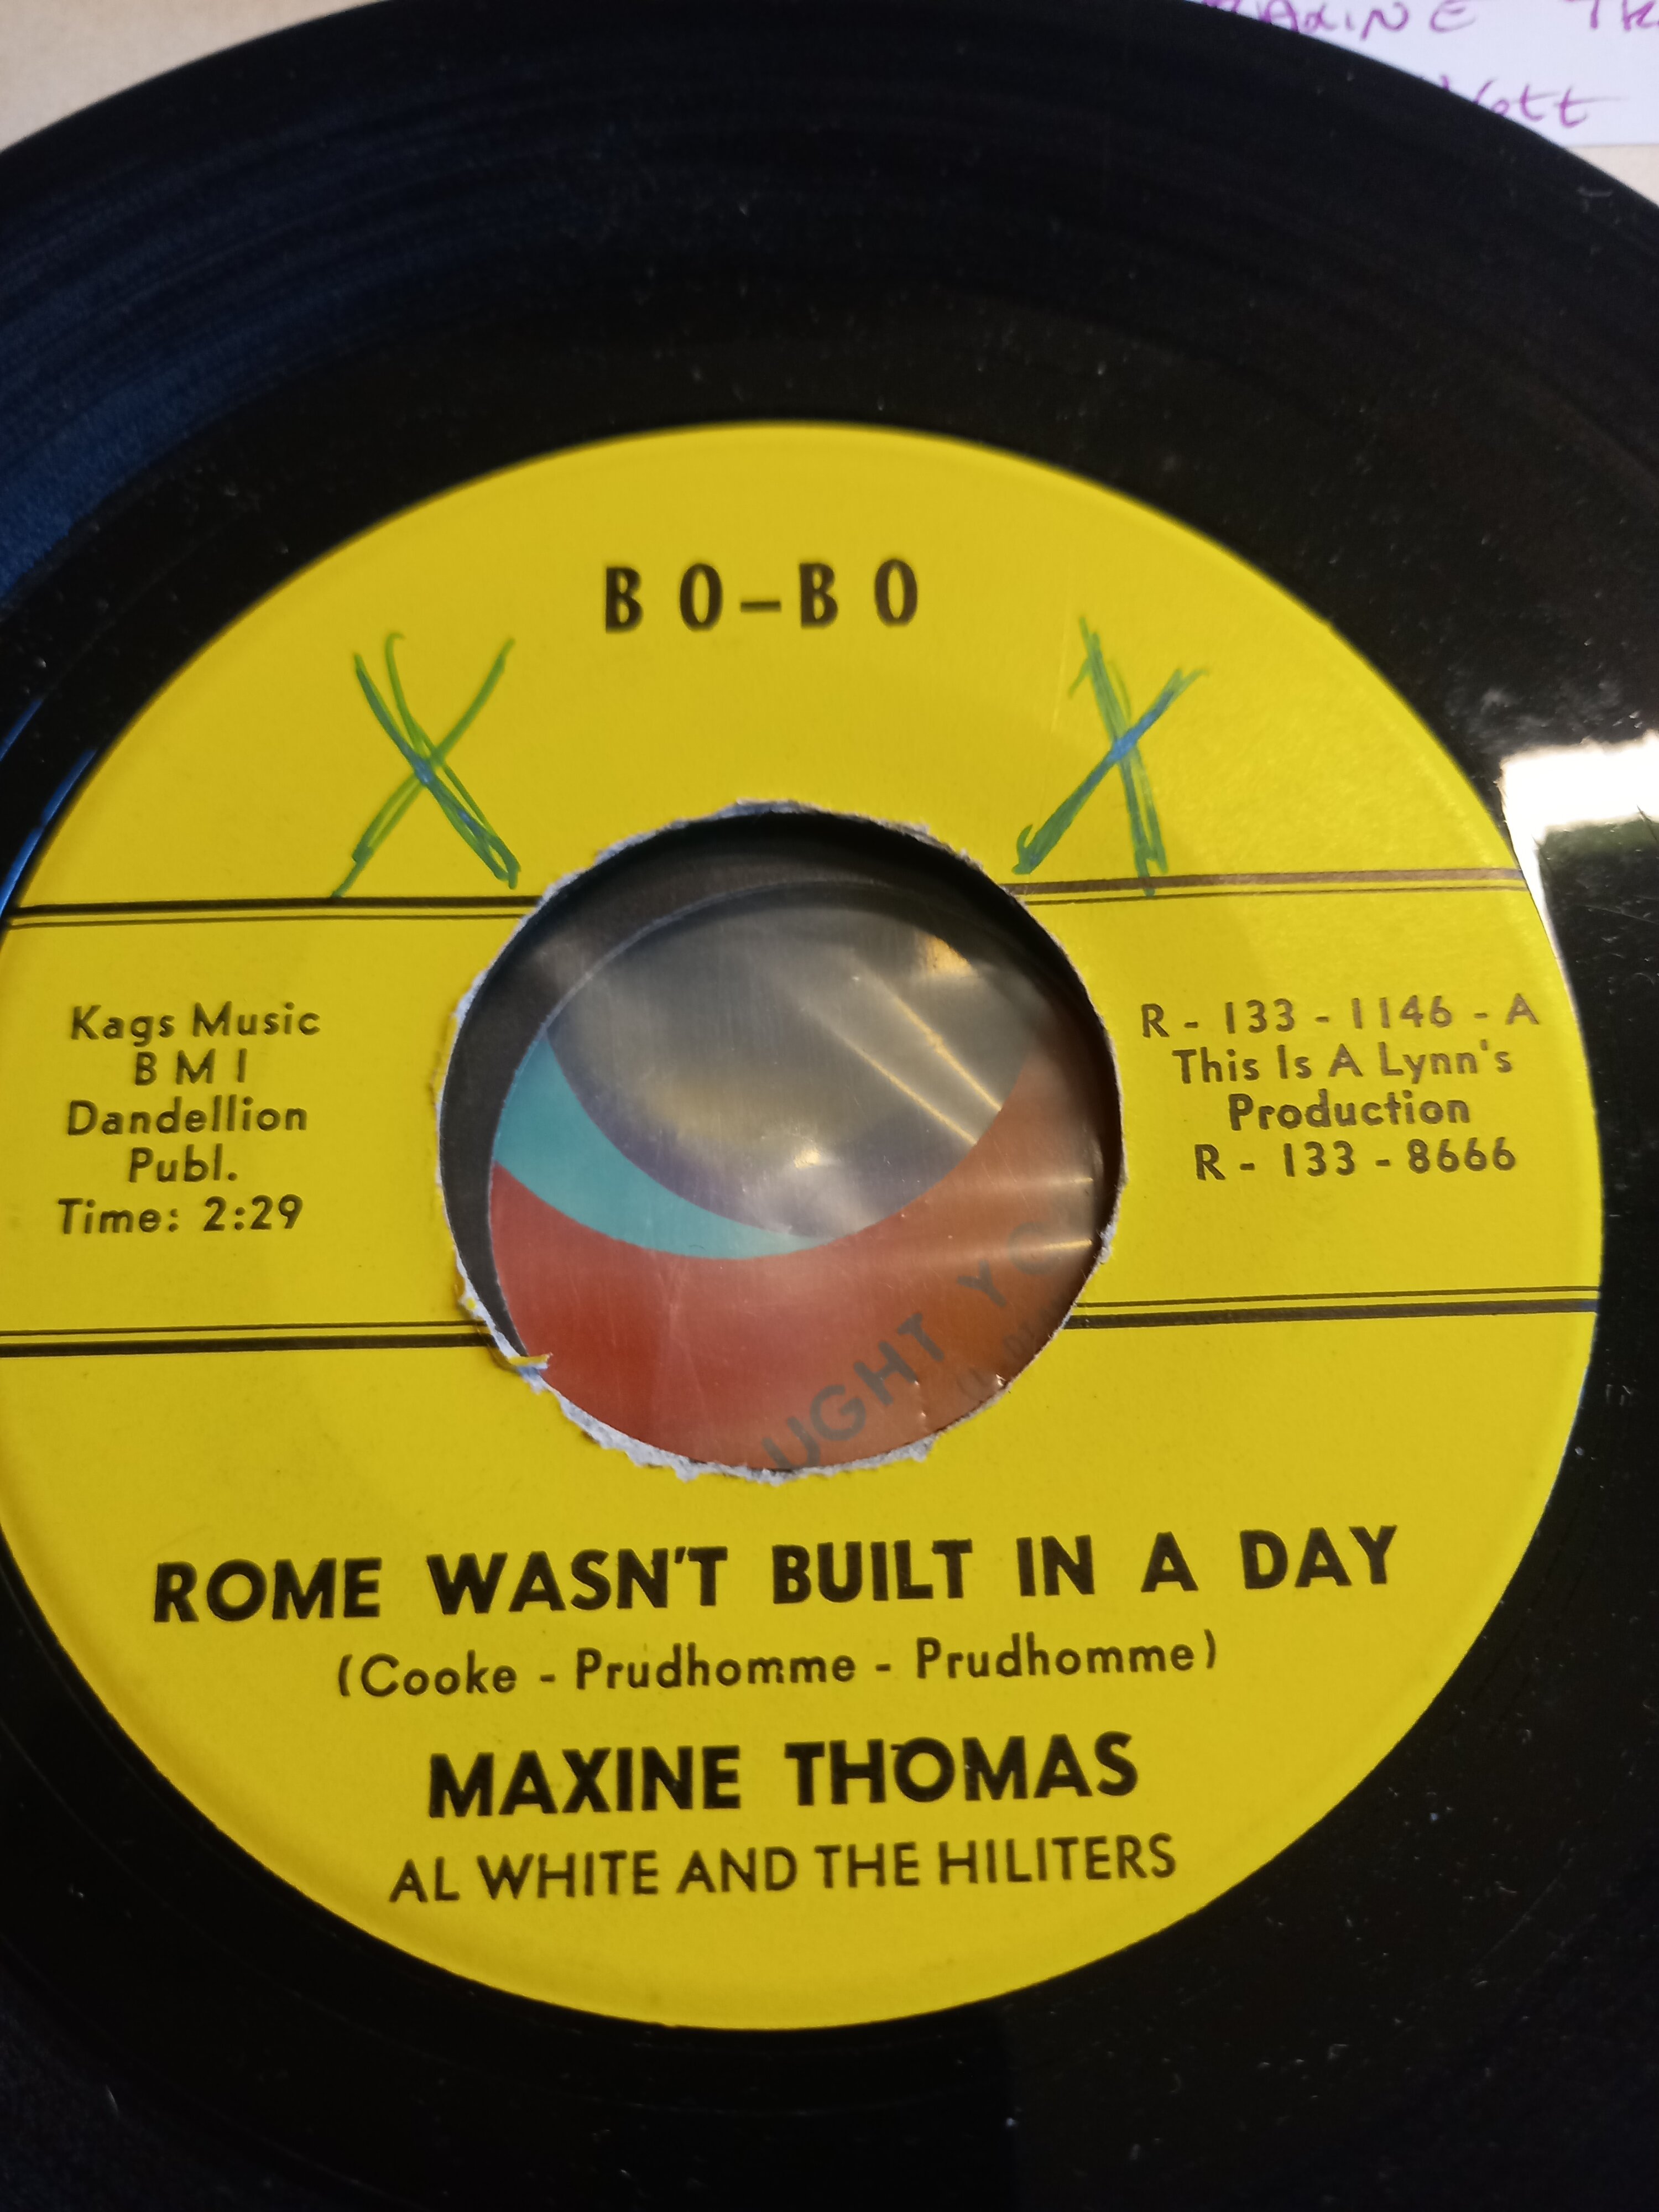 BO-BO
Kags Music
BMI
Dandellion
Publ.
Time: 2:29
R - 133 - 1146 - A
This Is A Lynn's
Production
R - 133 - 8666
ROME WASN'T BUILT IN A DAY
(Cooke - Prudhomme - Prudhomme)
MAXINE THOMAS
AL WHITE AND THE HILITERS